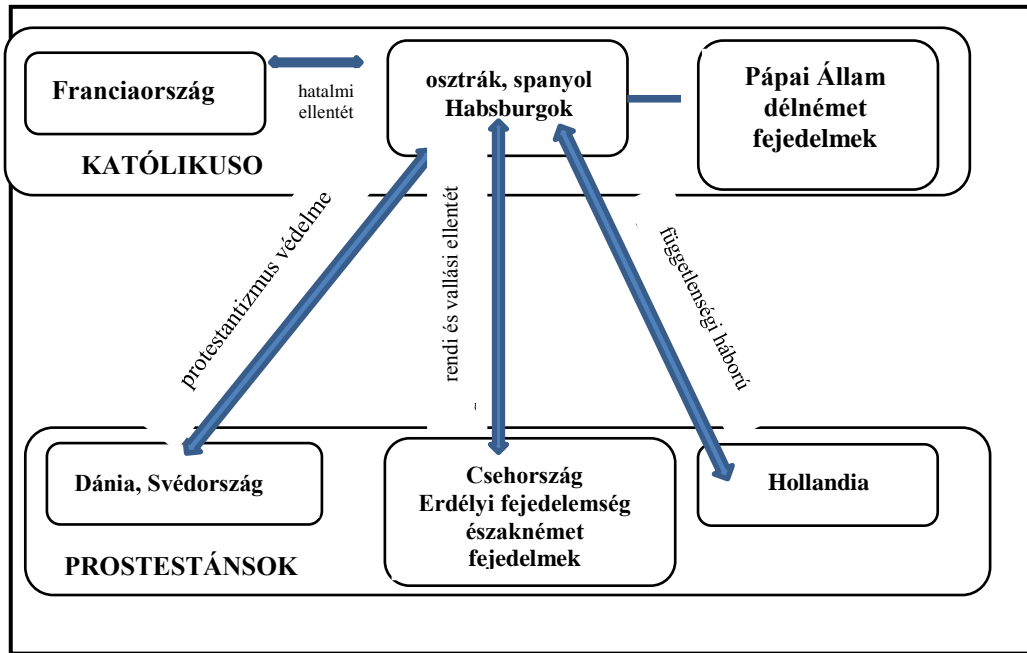 Franciaország
hatalmi
ellentét
osztrák, spanyol
Habsburgok
Pápai Állam
délnémet
fejedelmek
KATÓLIKUSO
protestantizmus védelme
rendi és vallási ellentét
függetlenségi háború
Dánia, Svédország
Csehország
Erdélyi fejedelemség
északnémet
fejedelmek
Hollandia
PROSTESTÁNSOK